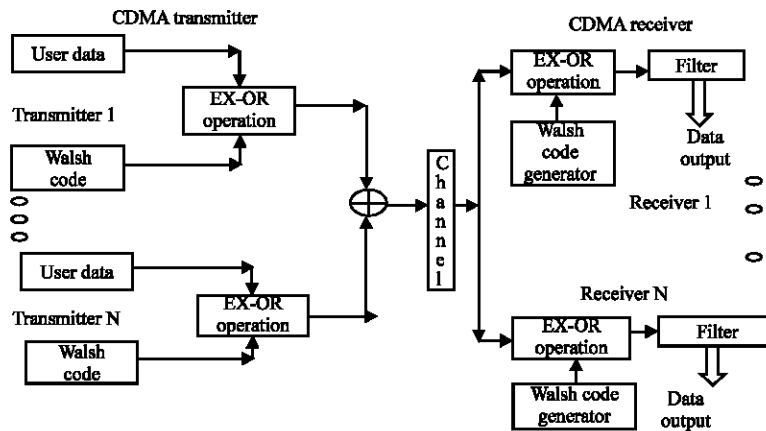 CDMA transmitter
User data
EX-OR
operation
Transmitter 1
Walsh
code
User data
EX-OR
operation
Transmitter N
Walsh
code
Channel
CDMA receiver
EX-OR
operation
Filter
Walsh
code
generator
Data
output
Receiver 1
Receiver N
EX-OR
operation
Filter
Walsh code
generator
Data
output